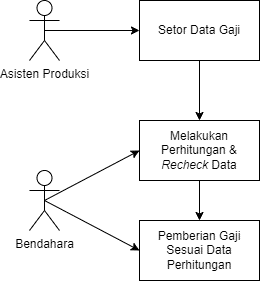 Setor Data Gaji
Asisten Produksi
Melakukan
Perhitungan &
Recheck Data
Bendahara
Pemberian Gaji
Sesuai Data
Perhitungan